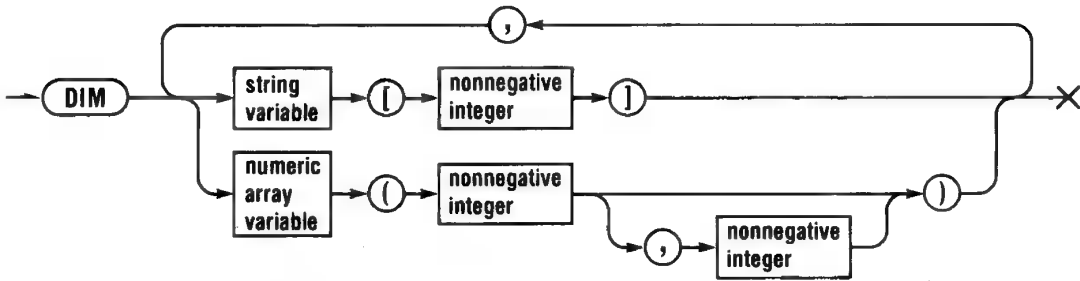 ,
DIM
string
variable
[
nonnegative
integer
]
numeric
array
variable
(
nonnegative
integer
)
,
nonnegative
integer